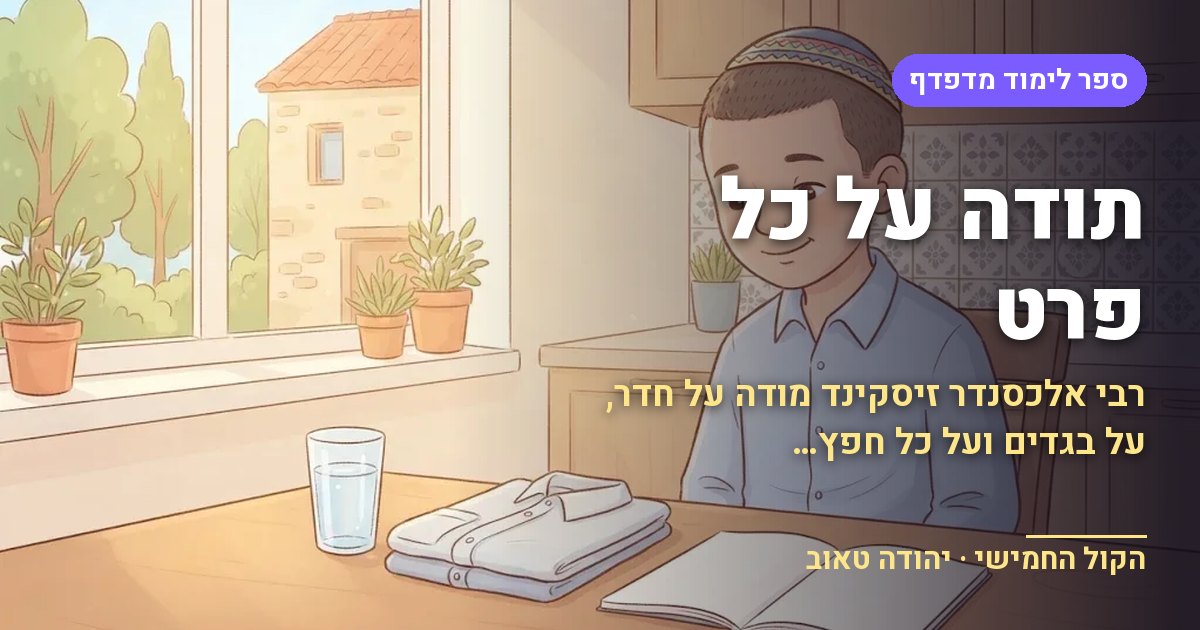 ספר לימוד מדפדף
תודה על כל
פרט
רבי אלכסנדר זיסקינד מודה על חדר,
על בגדים ועל כל חפץ...
הקול החמישי · יהודה טאוב